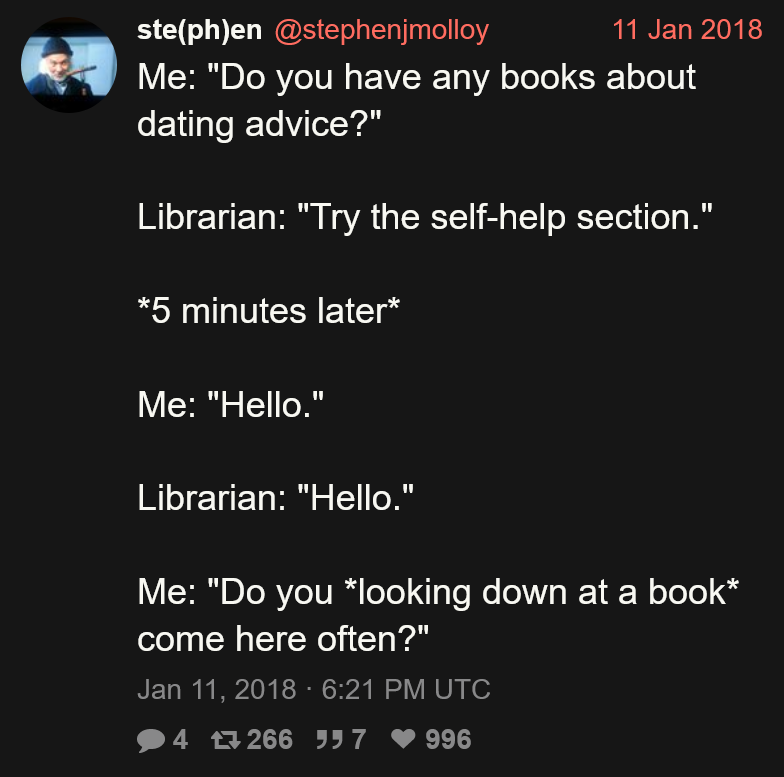 ste(ph)en @stephenjmolloy 11 Jan 2018
Me: "Do you have any books about
dating advice?"
Librarian: "Try the self-help section."
*5 minutes later*
Me: "Hello."
Librarian: "Hello."
Me: "Do you *looking down at a book*
come here often?"
Jan 11, 2018 · 6:21 PM UTC
4 266 7 996